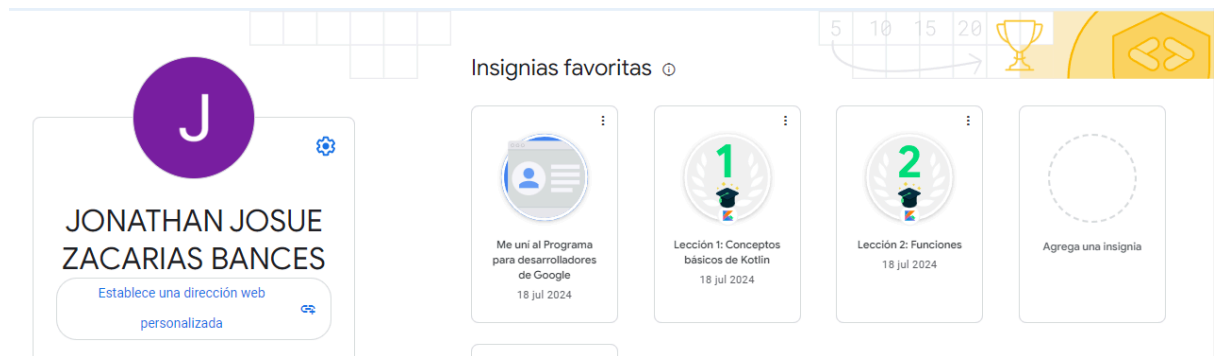 5 10 15 20
Insignias favoritas
J
JONATHAN JOSUE
ZACARIAS BANCES
Establece una dirección web
personalizada
Me uní al Programa
para desarrolladores
de Google
18 jul 2024
1
Lección 1: Conceptos
básicos de Kotlin
18 jul 2024
2
Lección 2: Funciones
18 jul 2024
Agrega una insignia